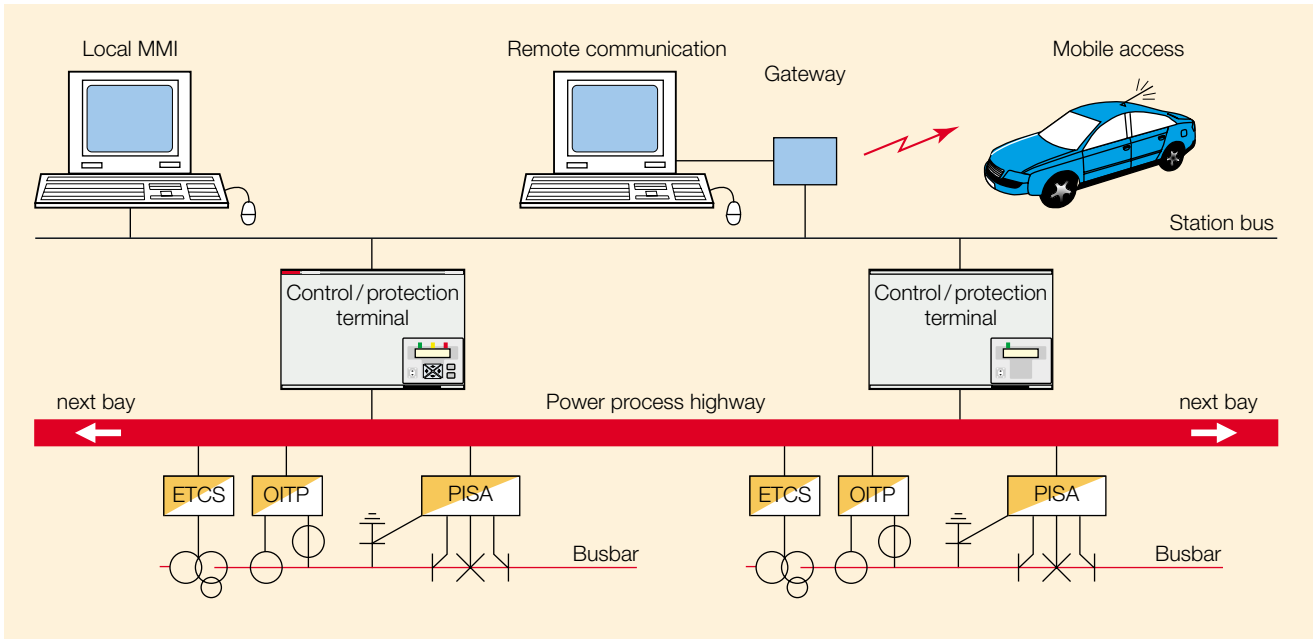 Local MMI
Remote communication
Gateway
Mobile access
Station bus
Control / protection
terminal
Control / protection
terminal
next bay
Power process highway
next bay
ETCS
OITP
PISA
ETCS
OITP
PISA
Busbar
Busbar